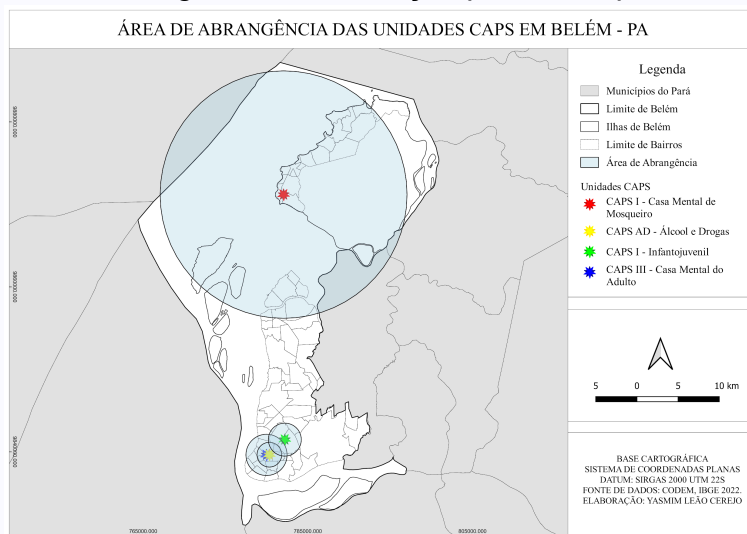 ÁREA DE ABRANGÊNCIA DAS UNIDADES CAPS EM BELÉM - PA
Legenda
Municípios do Pará
Limite de Belém
Ilhas de Belém
Limite de Bairros
Área de Abrangência
Unidades CAPS
CAPS I - Casa Mental de
Mosqueiro
CAPS AD - Álcool e Drogas
CAPS I - Infantojuvenil
CAPS III - Casa Mental do
Adulto
5 0 5 10 km
BASE CARTOGRÁFICA
SISTEMA DE COORDENADAS PLANAS
DATUM: SIRGAS 2000 UTM 22S
FONTE DE DADOS: CODEM, IBGE 2022.
ELABORAÇÃO: YASMIM LEÃO CEREJO
765000.000 785000.000 805000.000